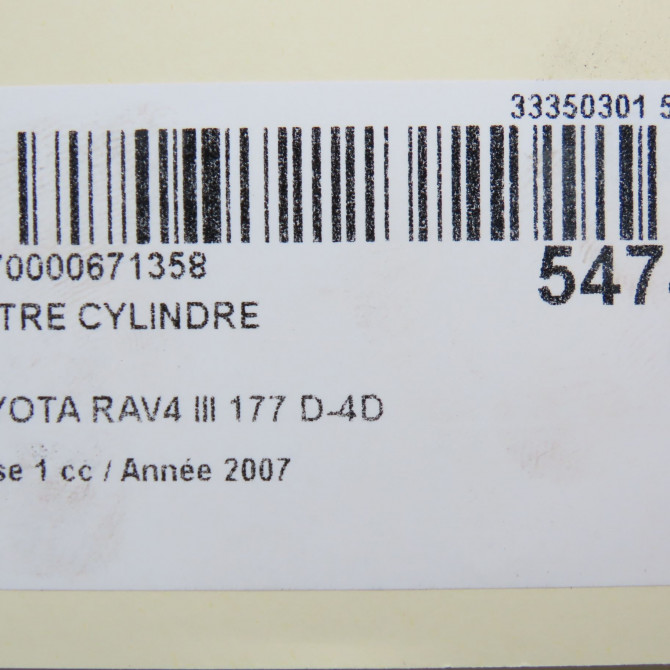 33350301 5
70000671358
547
TRE CYLINDRE
YOTA RAV4 III 177 D-4D
se 1 cc / Année 2007